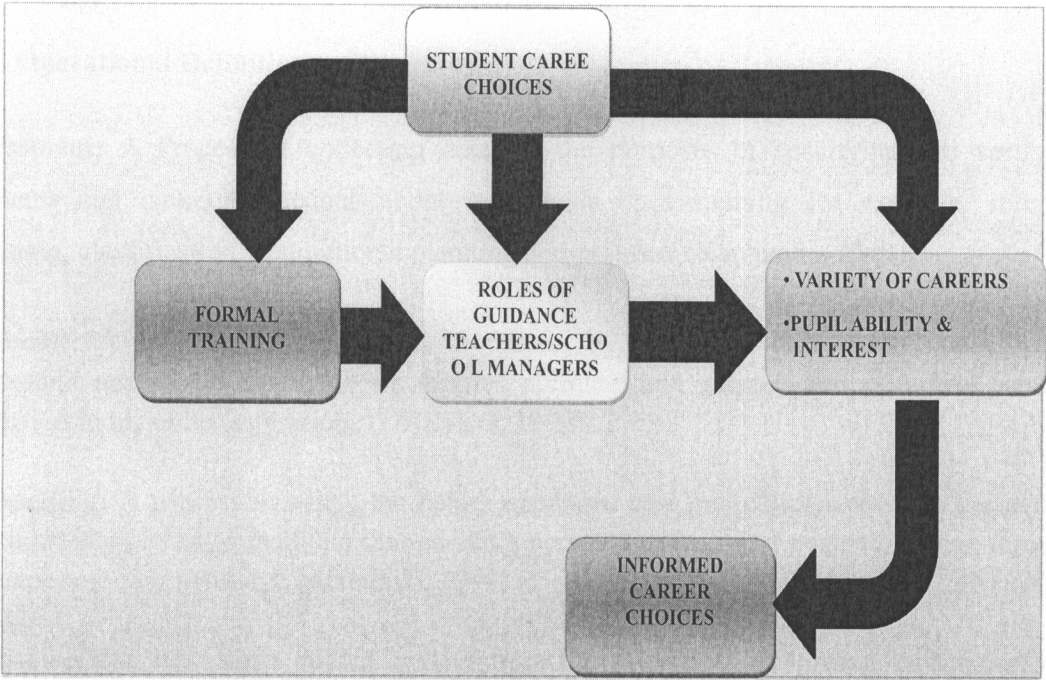 STUDENT CAREE
CHOICES
FORMAL
TRAINING
ROLES OF
GUIDANCE
TEACHERS/SCHO
O L MANAGERS
• VARIETY OF CAREERS
•PUPIL ABILITY &
INTEREST
INFORMED
CAREER
CHOICES